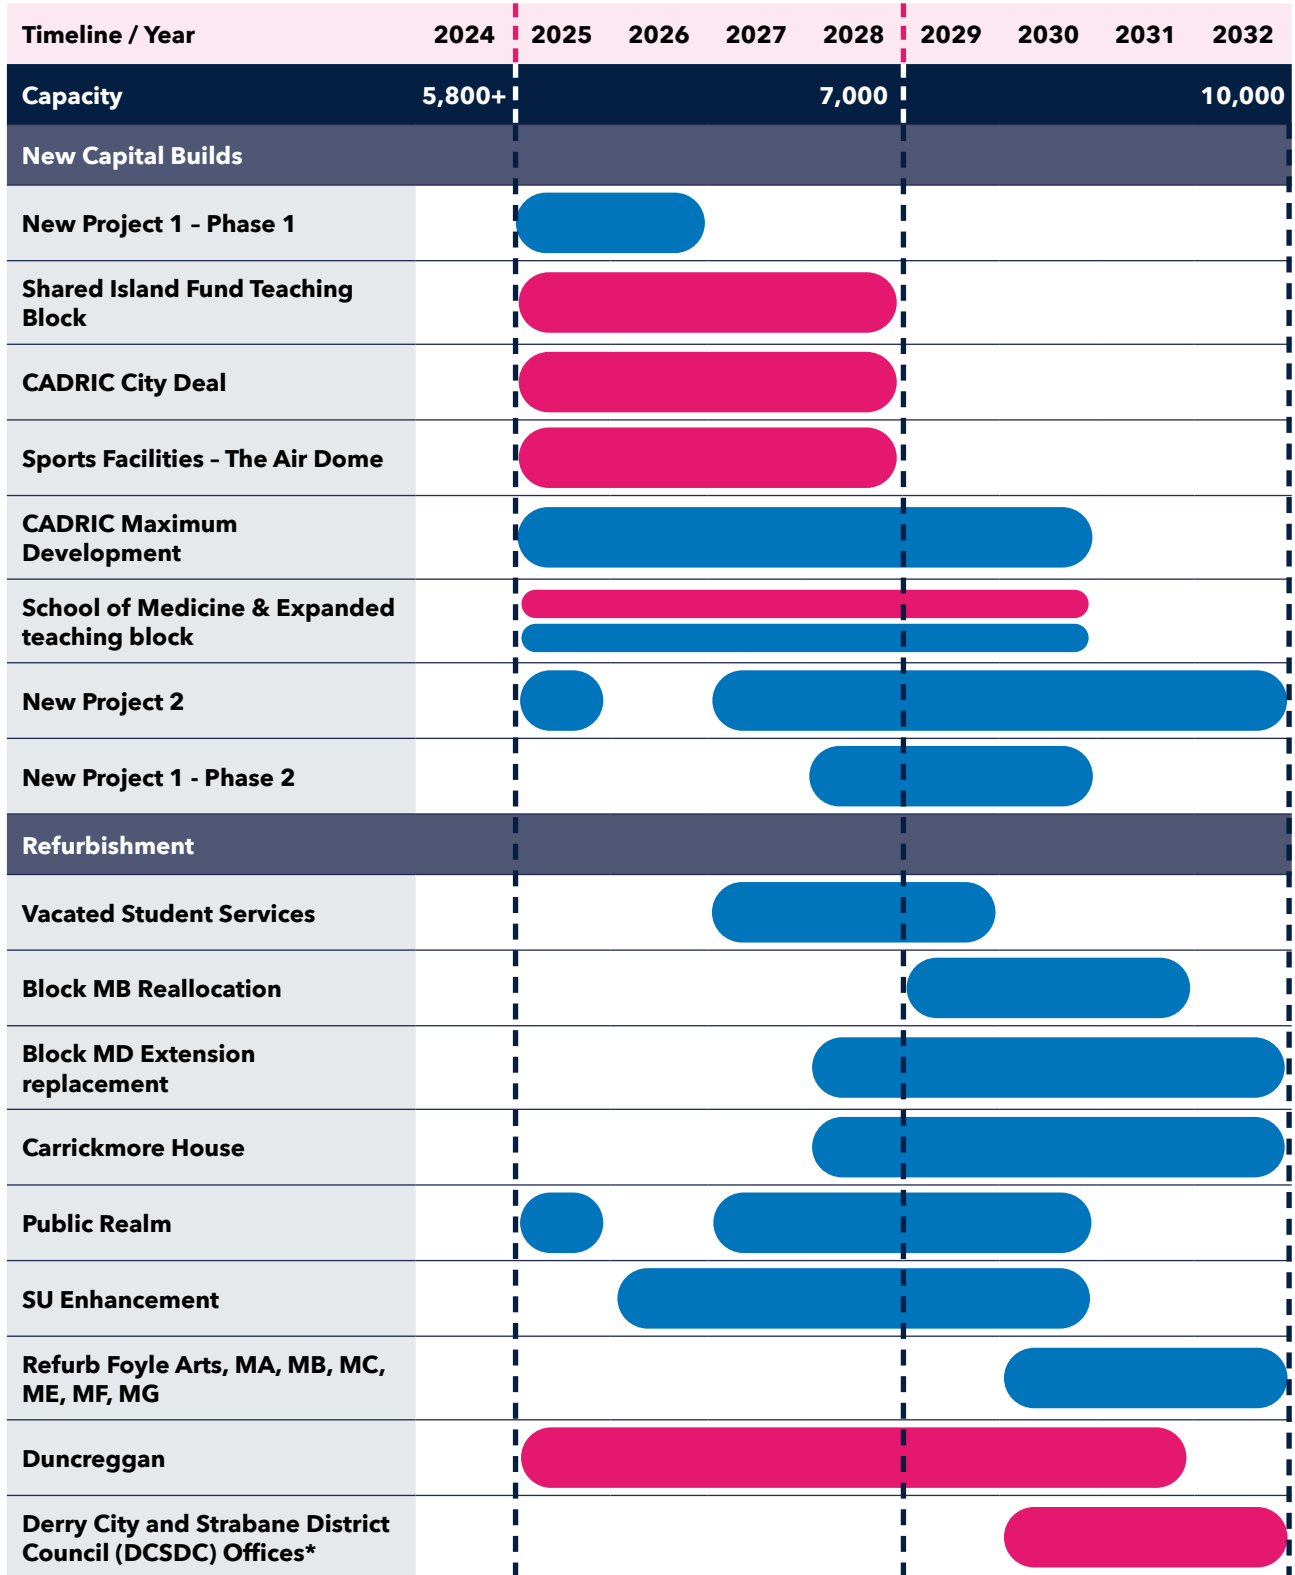 Timeline / Year 2024 2025 2026 2027 2028 2029 2030 2031 2032
Capacity 5,800+ 7,000 10,000
New Capital Builds
New Project 1 – Phase 1
Shared Island Fund Teaching
Block
CADRIC City Deal
Sports Facilities – The Air Dome
CADRIC Maximum
Development
School of Medicine & Expanded
teaching block
New Project 2
New Project 1 - Phase 2
Refurbishment
Vacated Student Services
Block MB Reallocation
Block MD Extension
replacement
Carrickmore House
Public Realm
SU Enhancement
Refurb Foyle Arts, MA, MB, MC,
ME, MF, MG
Duncreggan
Derry City and Strabane District
Council (DCSDC) Offices*